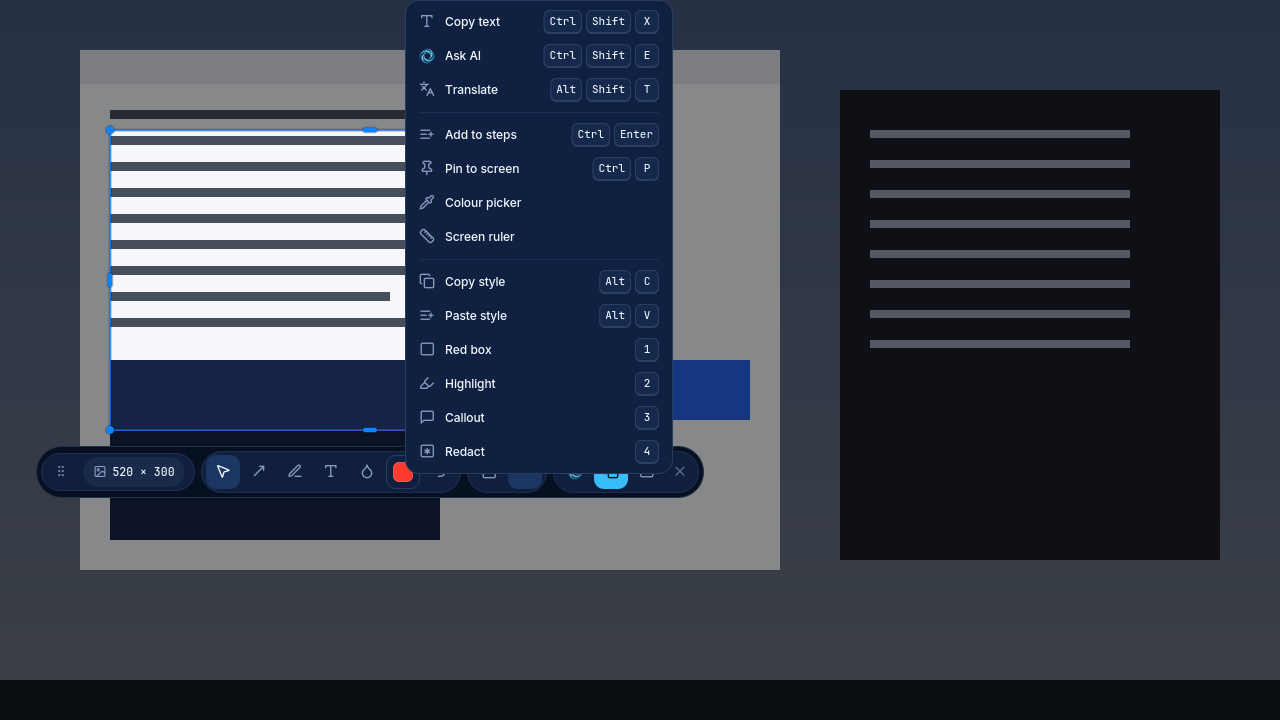 Copy text Ctrl Shift X
Ask AI Ctrl Shift E
Translate Alt Shift T
Add to steps Ctrl Enter
Pin to screen Ctrl P
Colour picker
Screen ruler
Copy style Alt C
Paste style Alt V
Red box 1
Highlight 2
Callout 3
Redact 4
520 × 300